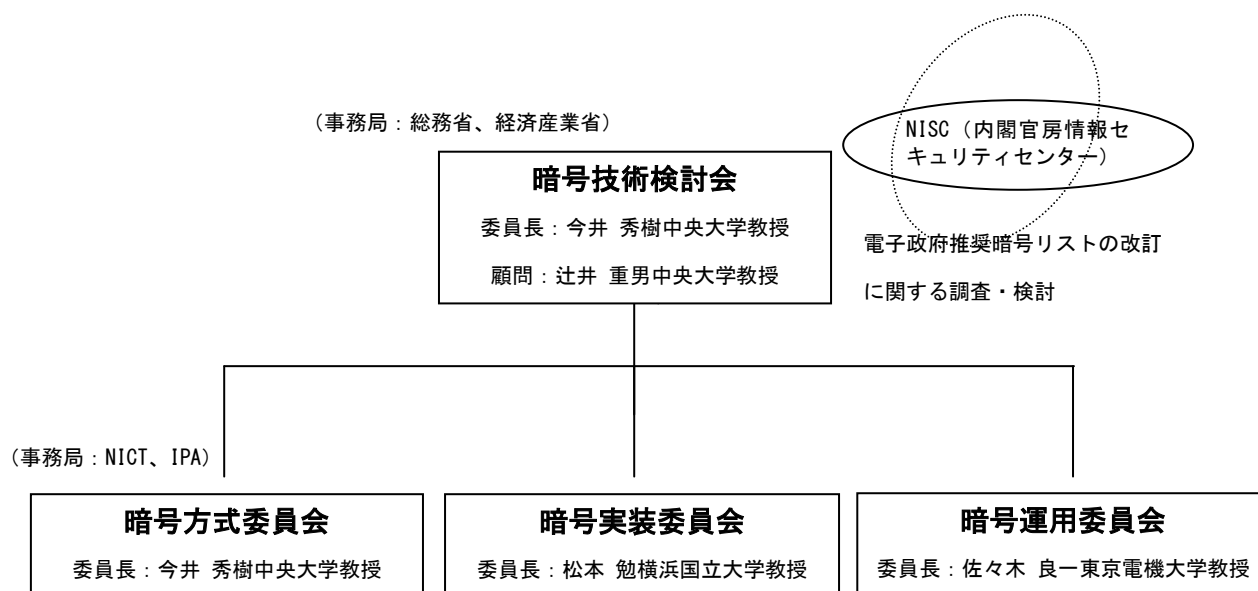 (事務局:総務省、経済産業省)
NISC(内閣官房情報セ
キュリティセンター)
暗号技術検討会
委員長:今井 秀樹中央大学教授
顧問:辻井 重男中央大学教授
電子政府推奨暗号リストの改訂
に関する調査・検討
(事務局:NICT、IPA)
暗号方式委員会
委員長:今井 秀樹中央大学教授
暗号実装委員会
委員長:松本 勉横浜国立大学教授
暗号運用委員会
委員長:佐々木 良一東京電機大学教授